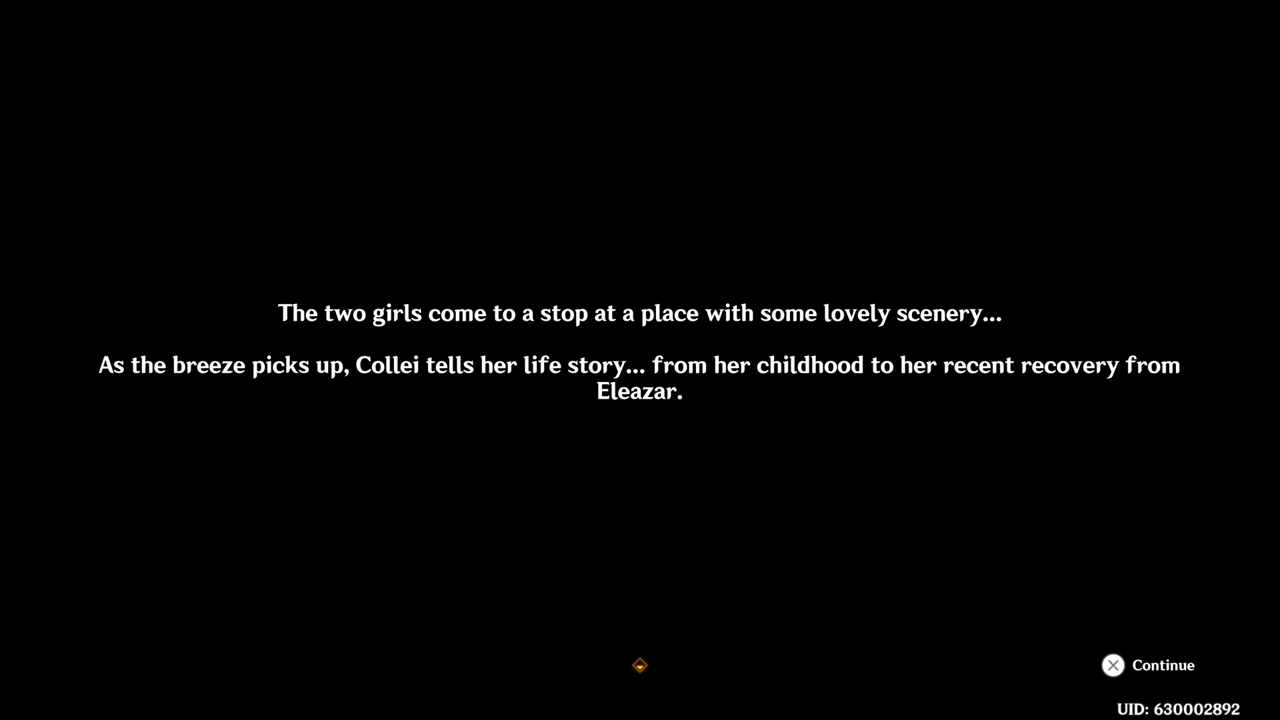 The two girls come to a stop at a place with some lovely scenery...
As the breeze picks up, Collei tells her life story... from her childhood to her recent recovery from
Eleazar.
Continue
UID: 630002892